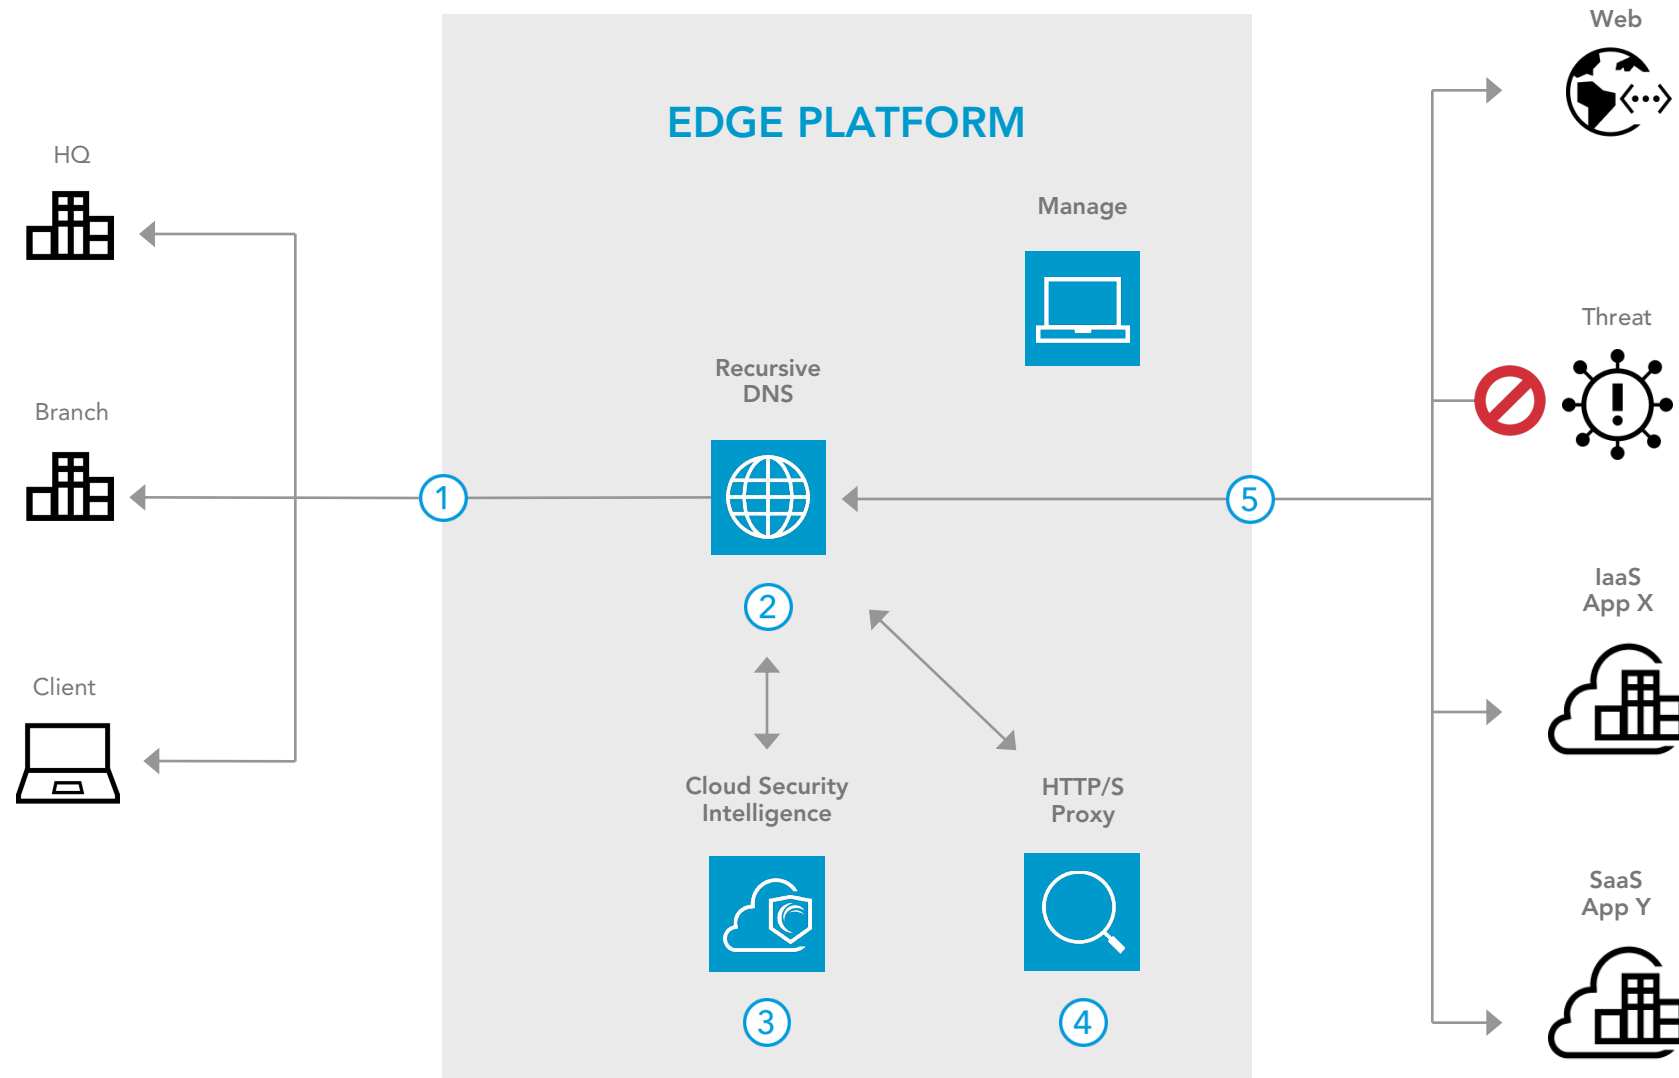 Web
EDGE PLATFORM
HQ
Manage
Threat
Recursive
DNS
Branch
1
5
2
IaaS
App X
Client
Cloud Security
Intelligence
HTTP/S
Proxy
SaaS
App Y
3
4